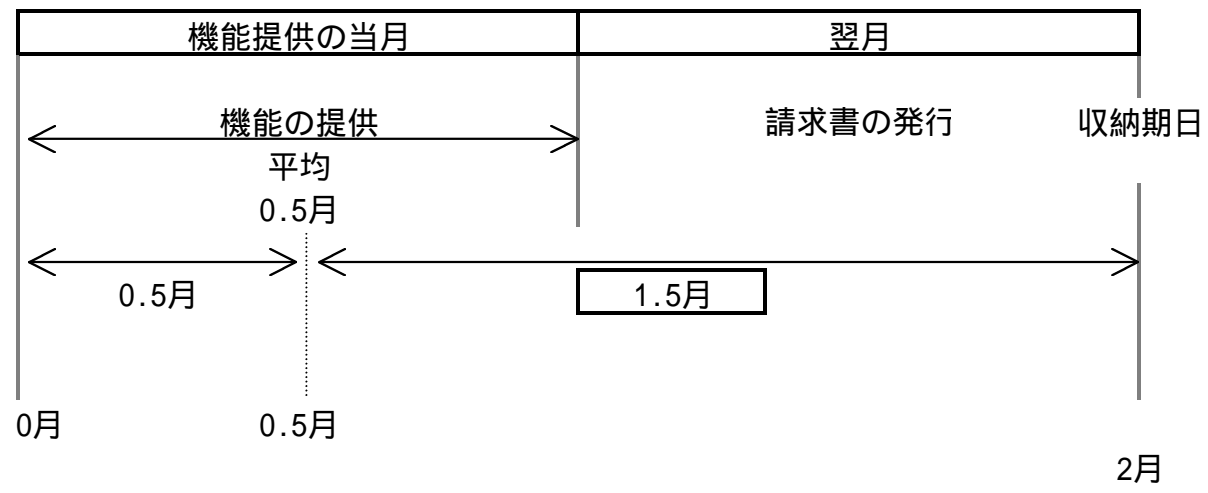 機能提供の当月 翌月
機能の提供 請求書の発行 収納期日
平均
0.5月
0.5月 1.5月
0月 0.5月
2月